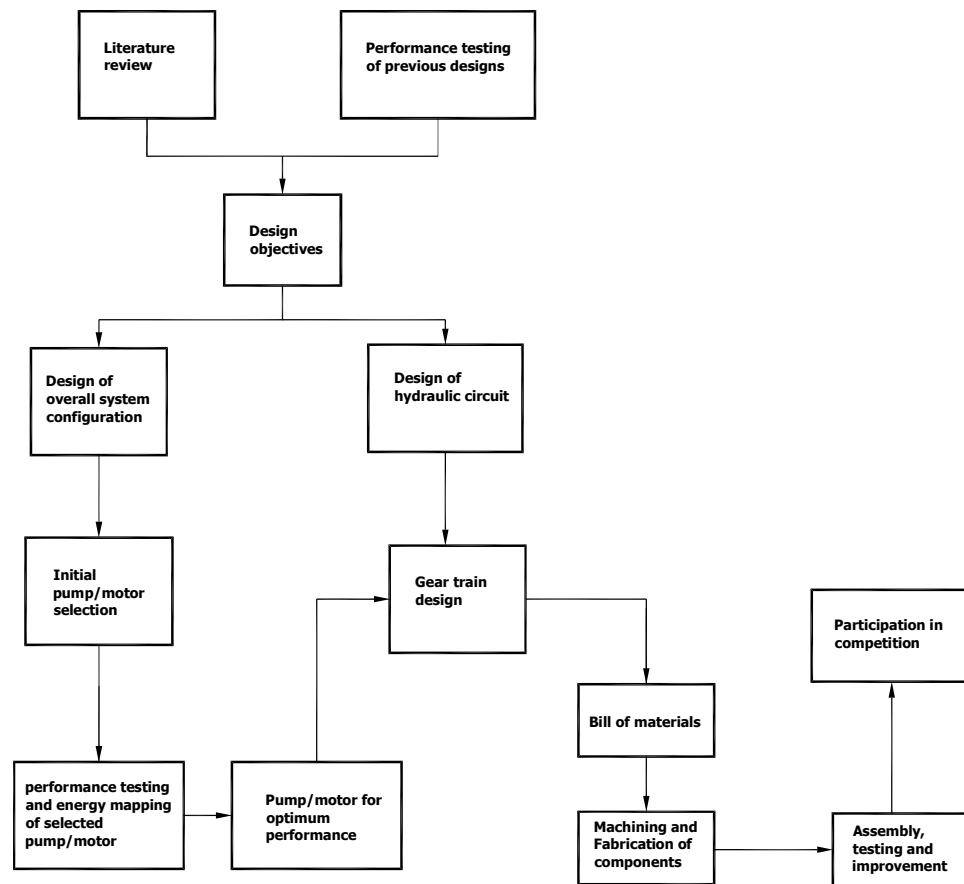 Literature
review
Performance testing
of previous designs
Design
objectives
Design of
overall system
configuration
Design of
hydraulic circuit
Initial
pump/motor
selection
Gear train
design
Participation in
competition
Bill of materials
performance testing
and energy mapping
of selected
pump/motor
Pump/motor for
optimum
performance
Machining and
Fabrication of
components
Assembly,
testing and
improvement